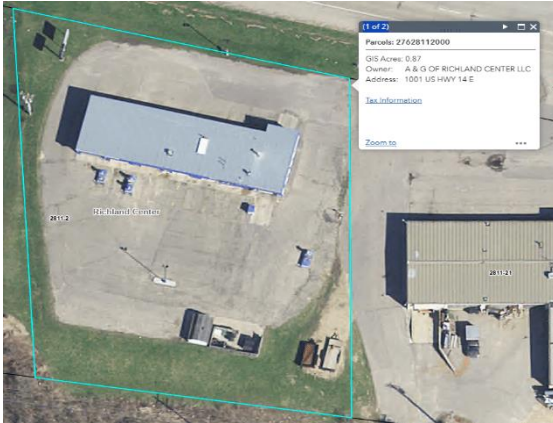 (1 of 2)
Parcels: 27628112000
GIS Acres: 0.87
Owner: A & G OF RICHLAND CENTER LLC
Address: 1001 US HWY 14 E
Tax Information
Zoom to
Richland Center
2811-2
2811-21